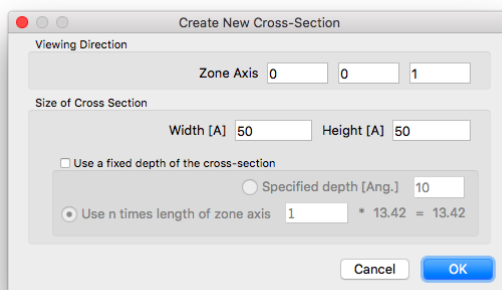 Create New Cross-Section
Viewing Direction
Zone Axis 0 0 1
Size of Cross Section
Width [A] 50 Height [A] 50
Use a fixed depth of the cross-section
Specified depth [Ang.] 10
Use n times length of zone axis 1 * 13.42 = 13.42
Cancel OK